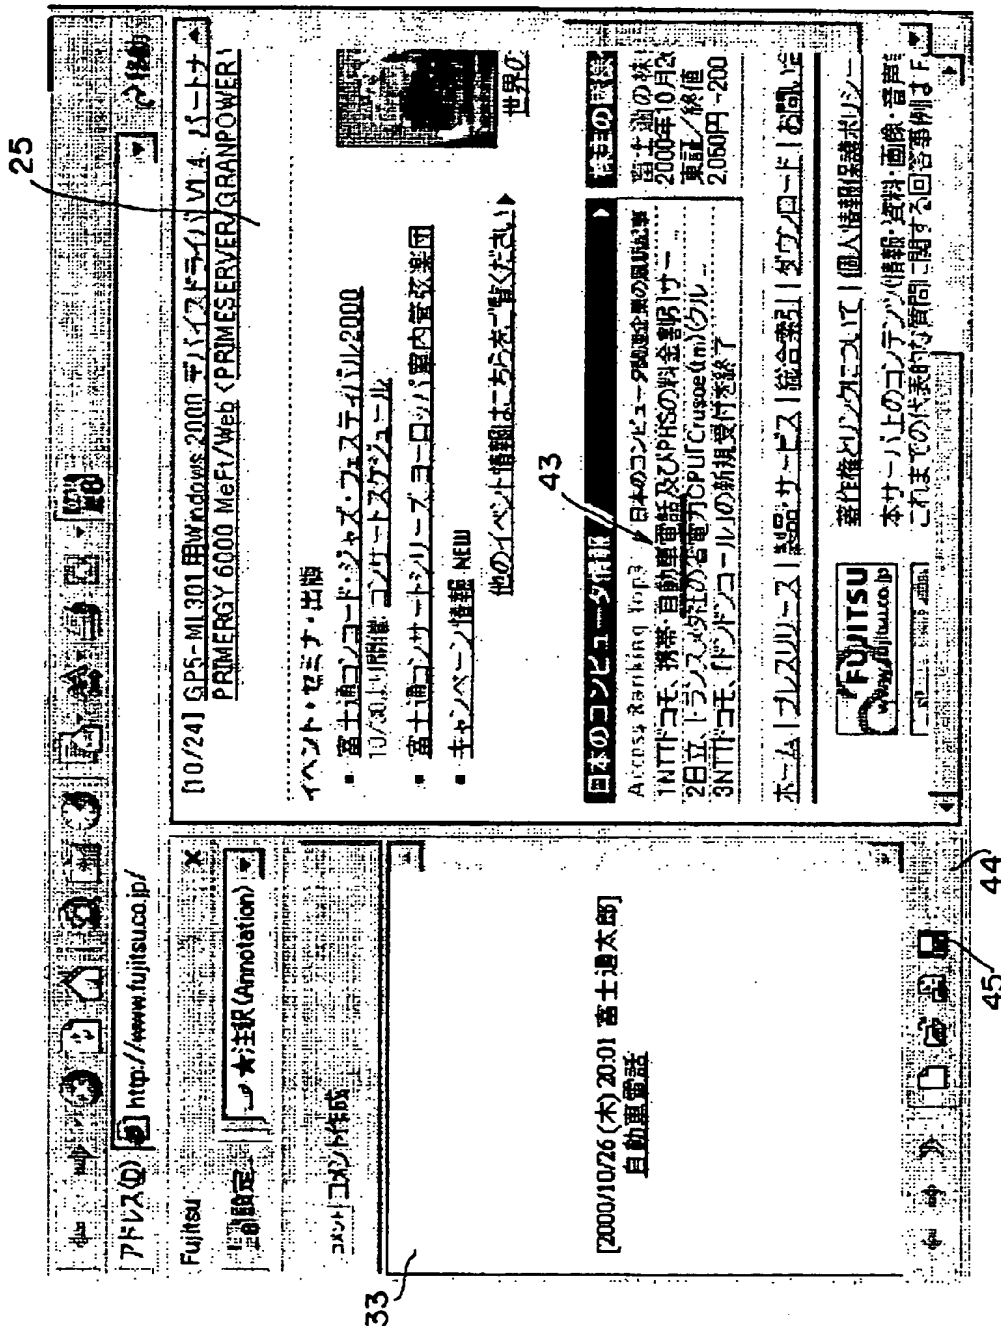 25
33
43
44
45
アドレス(D) http://www.fujitsu.co.jp/ 移動
Fujitsu ×
設定 ★注釈(Annotation)
コメント コメント作成
[2000/10/26 (木) 20:01 富士通太郎]
自動車電話
[10/24] GP5-ML301用Windows2000 デバイスドライバ V1.4 パートナ
PRIMERGY 6000 MeFt/Web <PRIMESERVER/GRANPOWER
イベント・セミナ・出版
▪ 富士通コンコード・ジャズ・フェスティバル2000
コンサートスケジュール
▪ 富士通コンサートシリーズ ヨーロッパ室内管弦楽団
▪ キャンペーン情報 NEW
他のイベント情報はこちらをご覧ください
世界の
日本のコンピュータ情報
Access Ranking Top3 日本のコンピュータ関連企業の
1NTTドコモ、携帯・自動車電話及びPHSの料金割引サー ...
2日立、トランスメタ社の省電力CPU「Crusoe(tm)(クル ...
3NTTドコモ、「ドンドンコール」の新規受付を終了
富士通の株
2000年10月2
東証/終値
2,050円 -200
ホーム | プレスリリース | 製品・サービス | 総合索引 | ダウンロード | お問い合
FUJITSU
www.fujitsu.co.jp
著作権とリンクについて | 個人情報保護ポリシー
本サーバ上のコンテンツ(情報・資料・画像・音声等
これまでの代表的な質問に関する回答事例は F